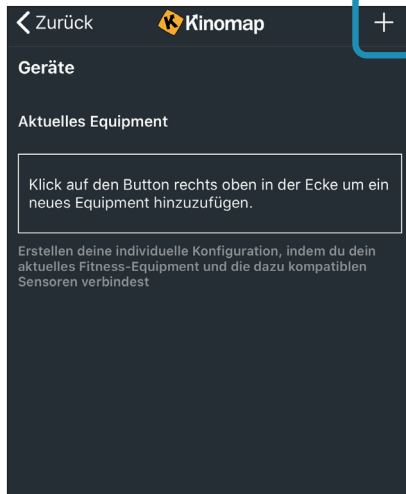 Zurück Kinomap +
Geräte
Aktuelles Equipment
Klick auf den Button rechts oben in der Ecke um ein
neues Equipment hinzuzufügen.
Erstellen deine individuelle Konfiguration, indem du dein
aktuelles Fitness-Equipment und die dazu kompatiblen
Sensoren verbindest